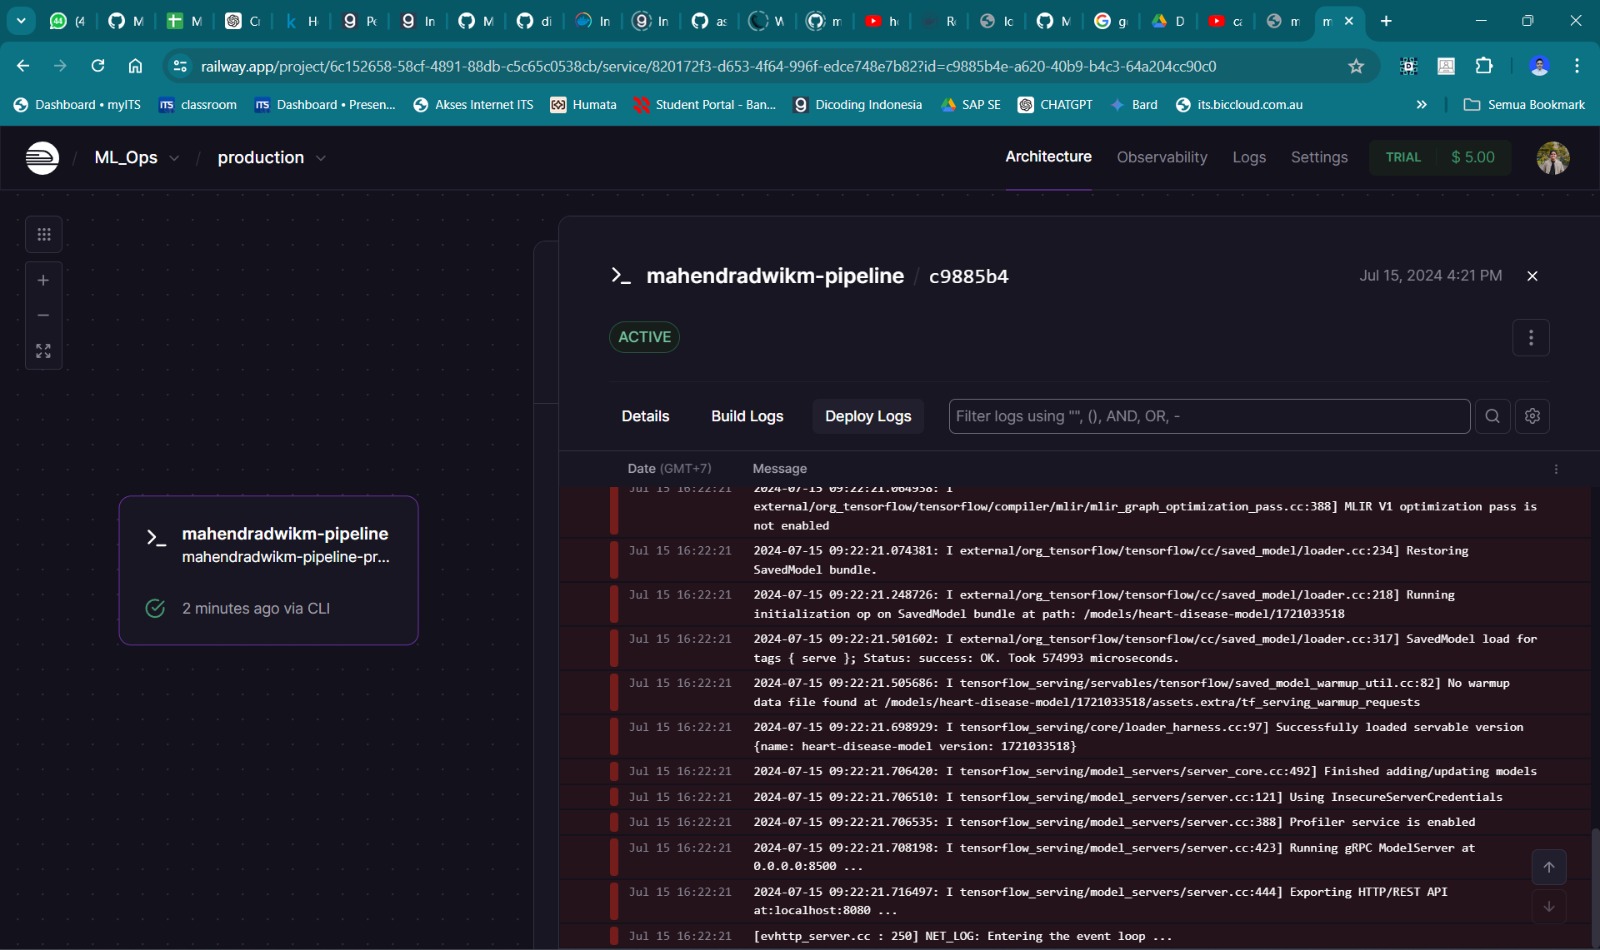 44
(4
M
M
Cr
H
Pe
In
M
di
In
In
as
W
m
he
Re
Ic
M
g
D
ca
m
m
railway.app/project/6c152658-58cf-4891-88db-c5c65c0538cb/service/820172f3-d653-4f64-996f-edce748e7b82?id=c9885b4e-a620-40b9-b4c3-64a204cc90c0
Dashboard • myITS
ITS classroom
ITS Dashboard • Presen...
Akses Internet ITS
Humata
Student Portal - Ban...
Dicoding Indonesia
SAP SE
CHATGPT
Bard
its.biccloud.com.au
»
Semua Bookmark
/ ML_Ops / production
Architecture
Observability
Logs
Settings
TRIAL $ 5.00
mahendradwikm-pipeline / c9885b4
Jul 15, 2024 4:21 PM
ACTIVE
Details
Build Logs
Deploy Logs
Filter logs using "", (), AND, OR, -
Date (GMT+7) Message
Jul 15 16:22:21 2024-07-15 09:22:21.064938: I
external/org_tensorflow/tensorflow/compiler/mlir/mlir_graph_optimization_pass.cc:388] MLIR V1 optimization pass is
not enabled
Jul 15 16:22:21 2024-07-15 09:22:21.074381: I external/org_tensorflow/tensorflow/cc/saved_model/loader.cc:234] Restoring
SavedModel bundle.
Jul 15 16:22:21 2024-07-15 09:22:21.248726: I external/org_tensorflow/tensorflow/cc/saved_model/loader.cc:218] Running
initialization op on SavedModel bundle at path: /models/heart-disease-model/1721033518
Jul 15 16:22:21 2024-07-15 09:22:21.501602: I external/org_tensorflow/tensorflow/cc/saved_model/loader.cc:317] SavedModel load for
tags { serve }; Status: success: OK. Took 574993 microseconds.
Jul 15 16:22:21 2024-07-15 09:22:21.505686: I tensorflow_serving/servables/tensorflow/saved_model_warmup_util.cc:82] No warmup
data file found at /models/heart-disease-model/1721033518/assets.extra/tf_serving_warmup_requests
Jul 15 16:22:21 2024-07-15 09:22:21.698929: I tensorflow_serving/core/loader_harness.cc:97] Successfully loaded servable version
{name: heart-disease-model version: 1721033518}
Jul 15 16:22:21 2024-07-15 09:22:21.706420: I tensorflow_serving/model_servers/server_core.cc:492] Finished adding/updating models
Jul 15 16:22:21 2024-07-15 09:22:21.706510: I tensorflow_serving/model_servers/server.cc:121] Using InsecureServerCredentials
Jul 15 16:22:21 2024-07-15 09:22:21.706535: I tensorflow_serving/model_servers/server.cc:388] Profiler service is enabled
Jul 15 16:22:21 2024-07-15 09:22:21.708198: I tensorflow_serving/model_servers/server.cc:423] Running gRPC ModelServer at
0.0.0.0:8500 ...
Jul 15 16:22:21 2024-07-15 09:22:21.716497: I tensorflow_serving/model_servers/server.cc:444] Exporting HTTP/REST API
at:localhost:8080 ...
Jul 15 16:22:21 [evhttp_server.cc : 250] NET_LOG: Entering the event loop ...
mahendradwikm-pipeline
mahendradwikm-pipeline-pr...
2 minutes ago via CLI